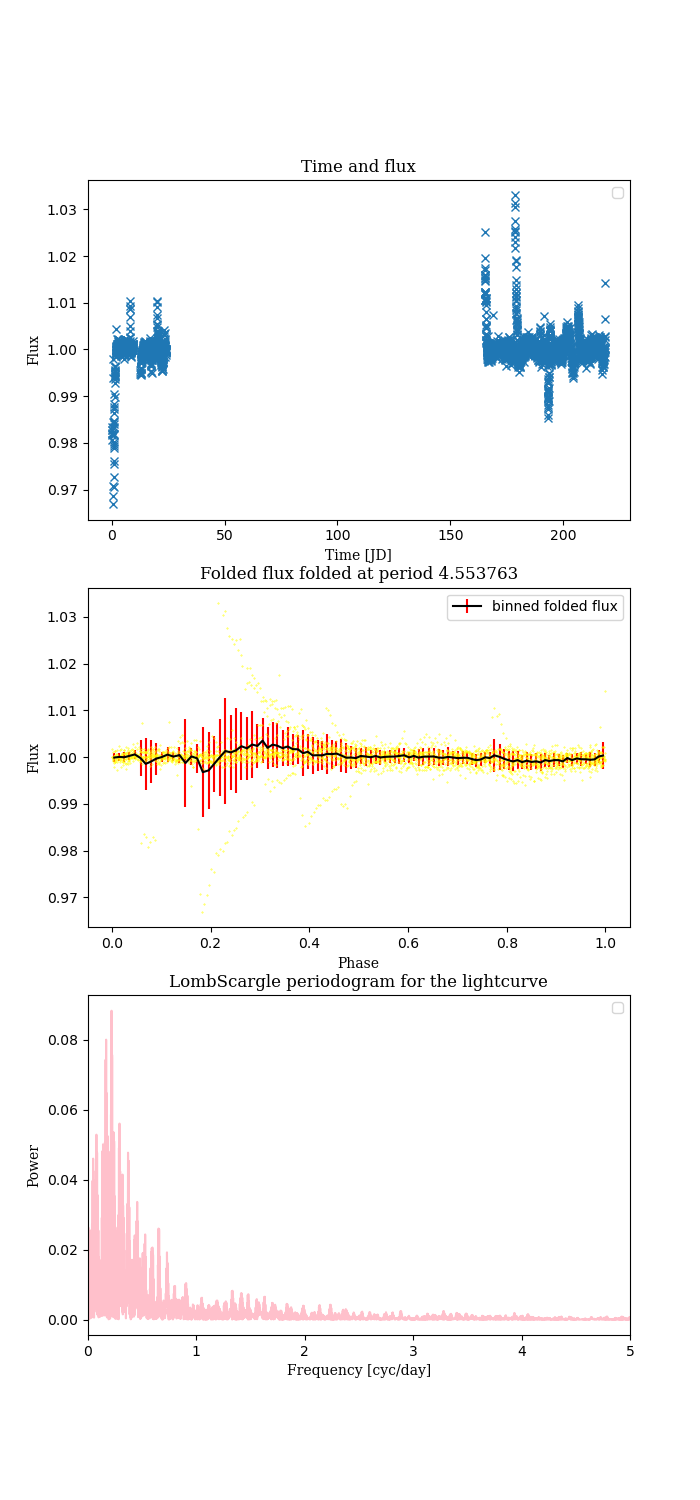 Time and flux
1.03
1.02
1.01
1.00
0.99
0.98
0.97
Flux
0 50 100 150 200
Time [JD]
Folded flux folded at period 4.553763
binned folded flux
1.03
1.02
1.01
1.00
0.99
0.98
0.97
Flux
0.0 0.2 0.4 0.6 0.8 1.0
Phase
LombScargle periodogram for the lightcurve
0.08
0.06
0.04
0.02
0.00
Power
0 1 2 3 4 5
Frequency [cyc/day]